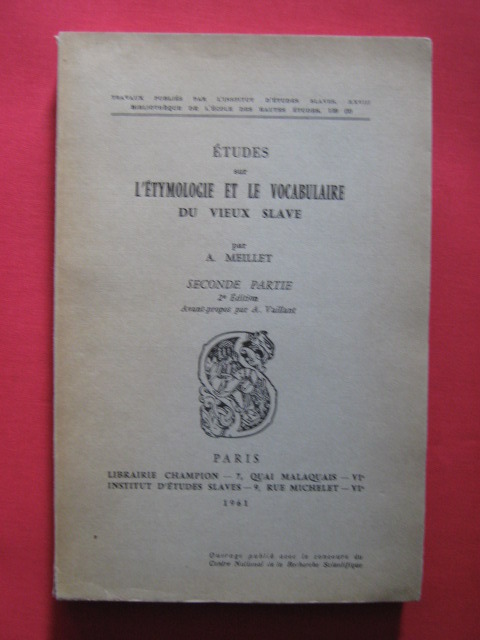 TRAVAUX PUBLIÉS PAR L'INSTITUT D'ÉTUDES SLAVES, XXVIII
BIBLIOTHÈQUE DE L'ÉCOLE DES HAUTES ÉTUDES,
ÉTUDES
sur
L'ÉTYMOLOGIE ET LE VOCABULAIRE
DU VIEUX SLAVE
par
A. MEILLET
SECONDE PARTIE
2e Édition
Avant-propos par A. Vaillant
PARIS
LIBRAIRIE CHAMPION — 7, QUAI MALAQUAIS — VIe
INSTITUT D'ÉTUDES SLAVES — 9, RUE MICHELET — VIe
1961
Ouvrage publié avec le concours du
Centre National de la Recherche Scientifique